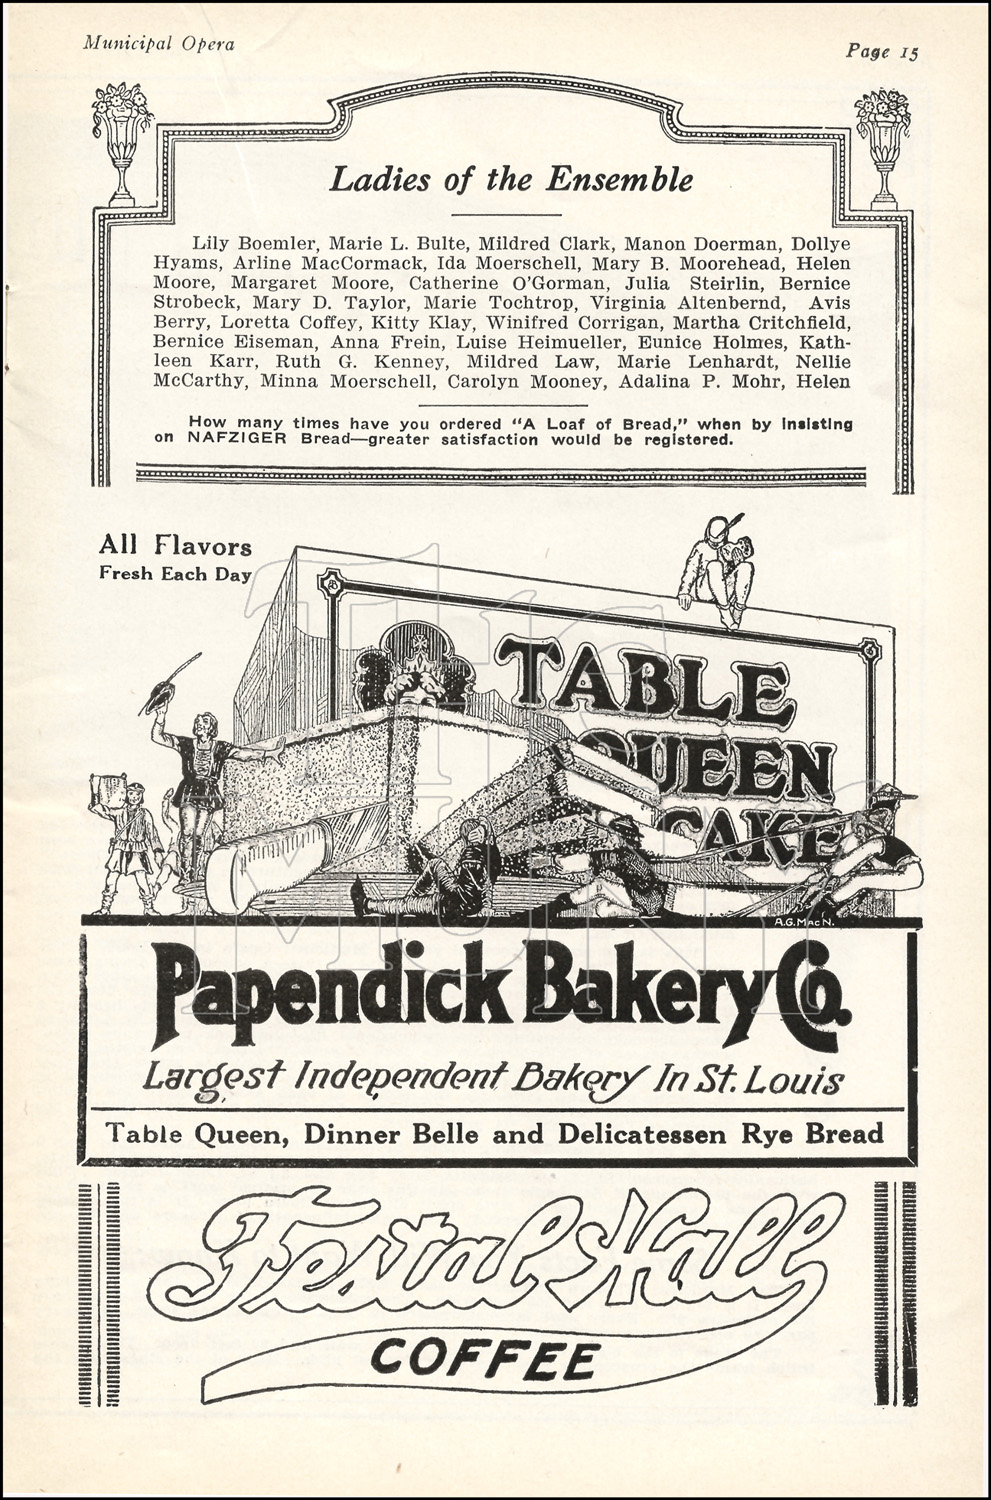 Municipal Opera
Page 15
Ladies of the Ensemble
Lily Boemler, Marie L. Bulte, Mildred Clark, Manon Doerman, Dollye
Hyams, Arline MacCormack, Ida Moerschell, Mary B. Moorehead, Helen
Moore, Margaret Moore, Catherine O'Gorman, Julia Steirlin, Bernice
Strobeck, Mary D. Taylor, Marie Tochtrop, Virginia Altenbernd, Avis
Berry, Loretta Coffey, Kitty Klay, Winifred Corrigan, Martha Critchfield,
Bernice Eiseman, Anna Frein, Luise Heimueller, Eunice Holmes, Kath-
leen Karr, Ruth G. Kenney, Mildred Law, Marie Lenhardt, Nellie
McCarthy, Minna Moerschell, Carolyn Mooney, Adalina P. Mohr, Helen
How many times have you ordered "A Loaf of Bread," when by insisting
on NAFZIGER Bread—greater satisfaction would be registered.
All Flavors
Fresh Each Day
TABLE
QUEEN
CAKE
A.G. MacN.
THE
MUNY
Papendick Bakery Co.
Largest Independent Bakery In St. Louis
Table Queen, Dinner Belle and Delicatessen Rye Bread
Festal Hall
COFFEE